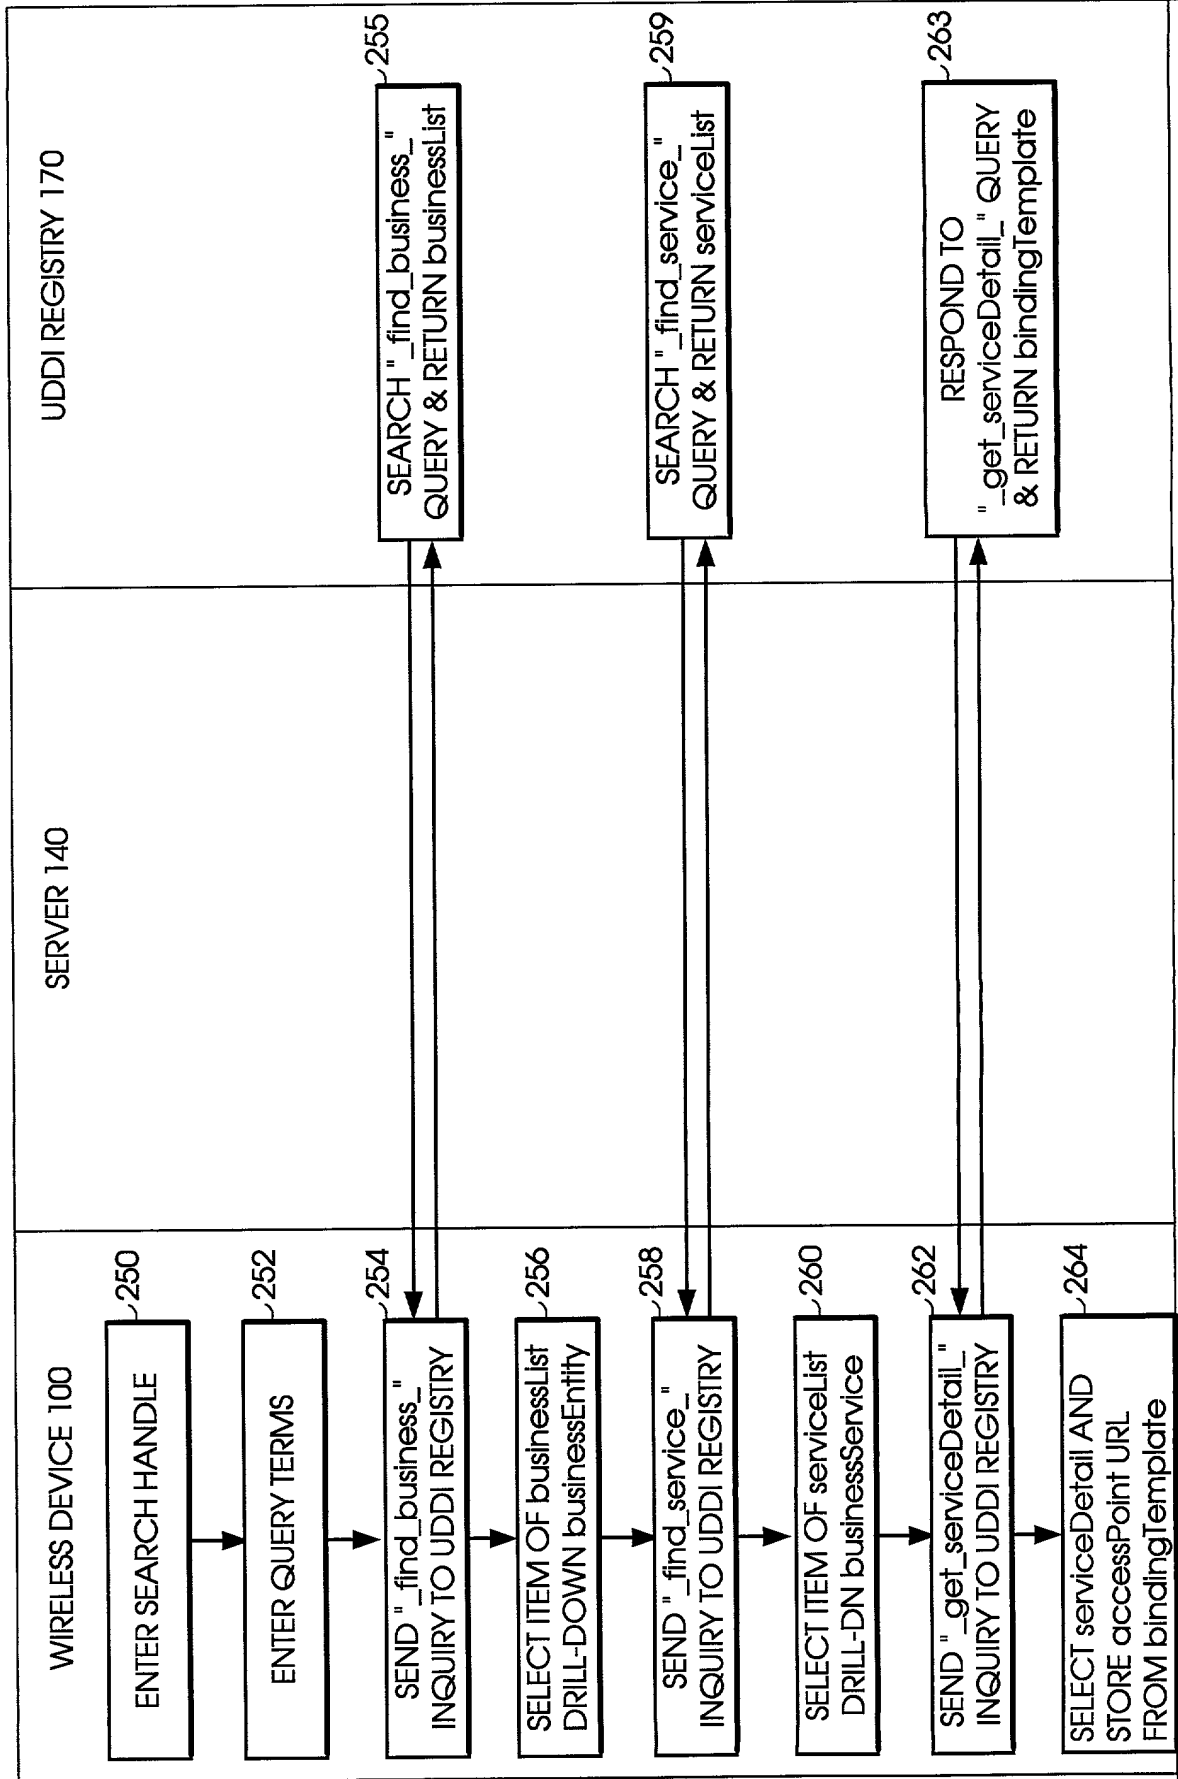 WIRELESS DEVICE 100
SERVER 140
UDDI REGISTRY 170
250
ENTER SEARCH HANDLE
252
ENTER QUERY TERMS
254
SEND "_find_business_"
INQUIRY TO UDDI REGISTRY
255
SEARCH "_find_business_"
QUERY & RETURN businessList
256
SELECT ITEM OF businessList
DRILL-DOWN businessEntity
258
SEND "_find_service_"
INQUIRY TO UDDI REGISTRY
259
SEARCH "_find_service_"
QUERY & RETURN serviceList
260
SELECT ITEM OF serviceList
DRILL-DN businessService
262
SEND "_get_serviceDetail_"
INQUIRY TO UDDI REGISTRY
263
RESPOND TO
"_get_serviceDetail_" QUERY
& RETURN bindingTemplate
264
SELECT serviceDetail AND
STORE accessPoint URL
FROM bindingTemplate